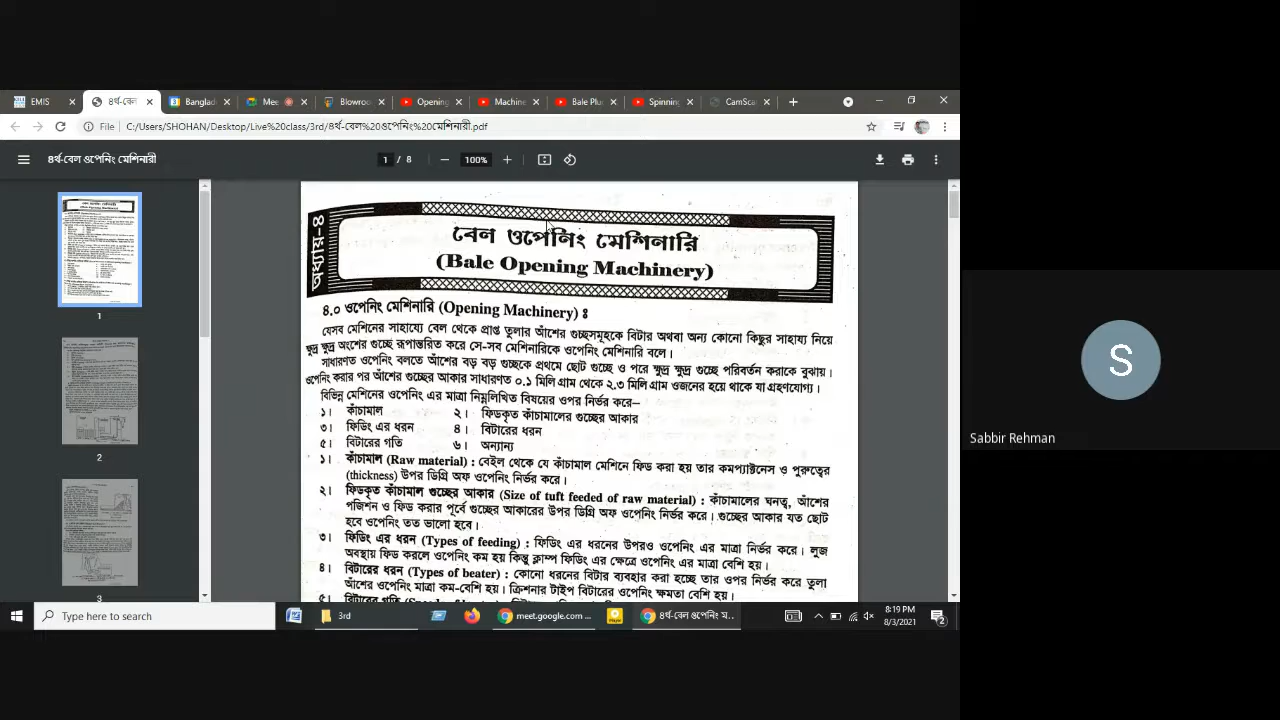 EMIS
৪র্থ-বেল
Banglad
Mee
Blowroo
Opening
Machine
Bale Plu
Spinning
CamSca
File
C:/Users/SHOHAN/Desktop/Live%20class/3rd/৪র্থ-বেল%20ওপেনিং%20মেশিনারী.pdf
৪র্থ-বেল ওপেনিং মেশিনারী
1 / 8
100%
1
2
3
অধ্যায়-৪
বেল ওপেনিং মেশিনারি
(Bale Opening Machinery)
৪.০ ওপেনিং মেশিনারি (Opening Machinery) ঃ
যেসব মেশিনের সাহায্যে বেল থেকে প্রাপ্ত তুলার আঁশের গুচ্ছসমূহকে বিটার অথবা অন্য কোনো কিছুর সাহায্য নিয়ে
ক্ষুদ্র ক্ষুদ্র অংশের গুচ্ছে রূপান্তরিত করে সে-সব মেশিনারিকে ওপেনিং মেশিনারি বলে।
সাধারণত ওপেনিং বলতে আঁশের বড় বড় গুচ্ছকে প্রথমে ছোট গুচ্ছে ও পরে ক্ষুদ্র ক্ষুদ্র গুচ্ছে পরিবর্তন করাকে বুঝায়।
ওপেনিং করার পর আঁশের গুচ্ছের আকার সাধারণত ০.১ মিলি গ্রাম থেকে ২.৩ মিলি গ্রাম ওজনের হয়ে থাকে যা গ্রহণযোগ্য।
বিভিন্ন মেশিনের ওপেনিং এর মাত্রা নিম্নলিখিত বিষয়ের ওপর নির্ভর করে—
১। কাঁচামাল ২। ফিডকৃত কাঁচামালের গুচ্ছের আকার
৩। ফিডিং এর ধরন ৪। বিটারের ধরন
৫। বিটারের গতি ৬। অন্যান্য
১। কাঁচামাল (Raw material) : বেইল থেকে যে কাঁচামাল মেশিনে ফিড করা হয় তার কমপ্যাক্টনেস ও পুরুত্বের
(thickness) উপর ডিগ্রি অফ ওপেনিং নির্ভর করে।
২। ফিডকৃত কাঁচামাল গুচ্ছের আকার (Size of tuft feeded of raw material) : কাঁচামালের ঘনত্ব, আঁশের
পজিশন ও ফিড করার পূর্বে গুচ্ছের আকারের উপর ডিগ্রি অফ ওপেনিং নির্ভর করে। গুচ্ছের আকার যত ছোট
হবে ওপেনিং তত ভালো হবে।
৩। ফিডিং এর ধরন (Types of feeding) : ফিডিং এর ধরনের উপরও ওপেনিং এর মাত্রা নির্ভর করে। লুজ
অবস্থায় ফিড করলে ওপেনিং কম হয় কিন্তু ক্লাম্প ফিডিং এর ক্ষেত্রে ওপেনিং এর মাত্রা বেশি হয়।
৪। বিটারের ধরন (Types of beater) : কোনো ধরনের বিটার ব্যবহার করা হচ্ছে তার ওপর নির্ভর করে তুলা
আঁশের ওপেনিং মাত্রা কম-বেশি হয়। ক্রিশনার টাইপ বিটারের ওপেনিং ক্ষমতা বেশি হয়।
৫। বিটারের গতি
S
Sabbir Rehman
Type here to search
3rd
meet.google.com ...
৪র্থ-বেল ওপেনিং ম...
8:19 PM
8/3/2021
2